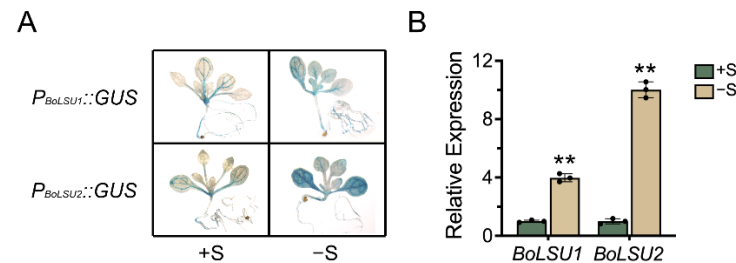 A
P_BoLSU1::GUS
P_BoLSU2::GUS
+S
−S
B
Relative Expression
12
8
4
0
**
**
BoLSU1
BoLSU2
+S
−S